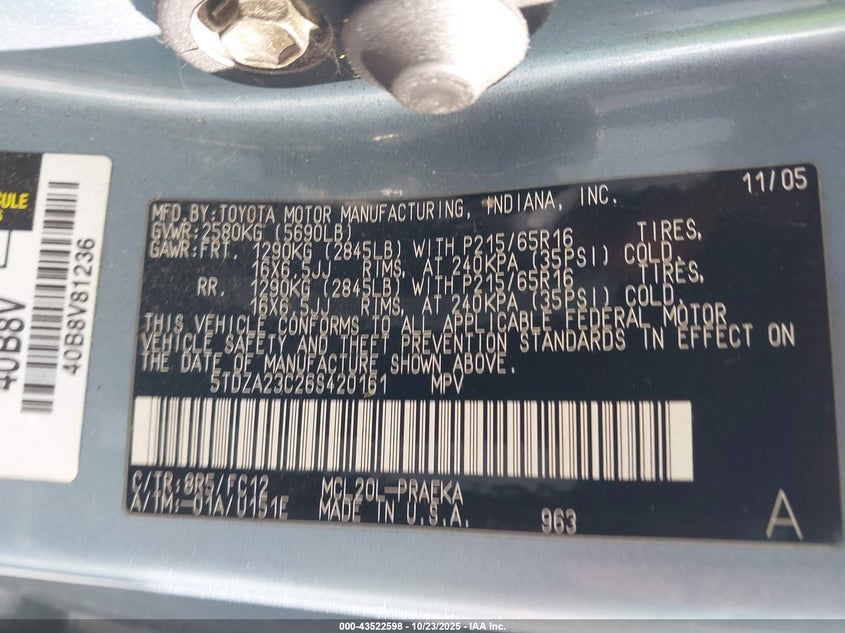 CULE
40B8V
40B8V81236
MFD.BY:TOYOTA MOTOR MANUFACTURING, INDIANA, INC. 11/05
GVWR:2580KG (5690LB)
GAWR:FRT. 1290KG (2845LB) WITH P215/65R16 TIRES,
16X6.5JJ RIMS, AT 240KPA (35PSI) COLD.
RR. 1290KG (2845LB) WITH P215/65R16 TIRES,
16X6.5JJ RIMS, AT 240KPA (35PSI) COLD.
THIS VEHICLE CONFORMS TO ALL APPLICABLE FEDERAL MOTOR
VEHICLE SAFETY AND THEFT PREVENTION STANDARDS IN EFFECT ON
THE DATE OF MANUFACTURE SHOWN ABOVE.
5TDZA23C26S420161 MPV
C/TR:8R5/FC12 MCL20L-PRAEKA
A/TM:-01A/U151E MADE IN U.S.A. 963 A
000-43522598 - 10/23/2025 - IAA Inc.